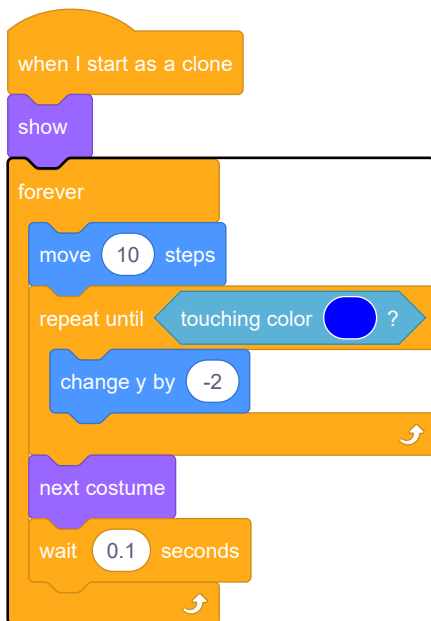 when I start as a clone
show
forever
move 10 steps
repeat until touching color ?
change y by -2
next costume
wait 0.1 seconds